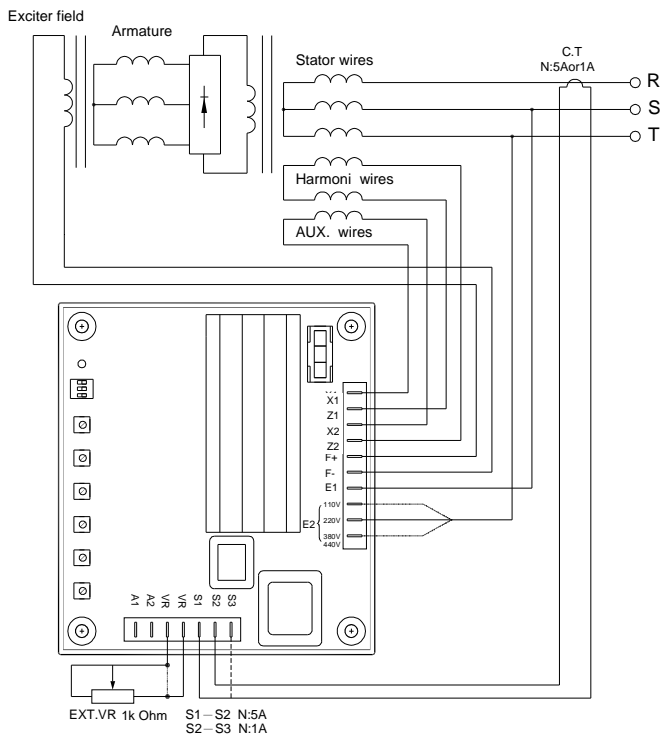 Exciter field
Armature
Stator wires
C.T
N:5Aor1A
R
S
T
Harmoni wires
AUX. wires
X1
Z1
X2
Z2
F+
F-
E1
110V
E2
220V
380V
440V
A1
A2
VR
VR
S1
S2
S3
EXT.VR 1k Ohm
S1－S2 N:5A
S2－S3 N:1A